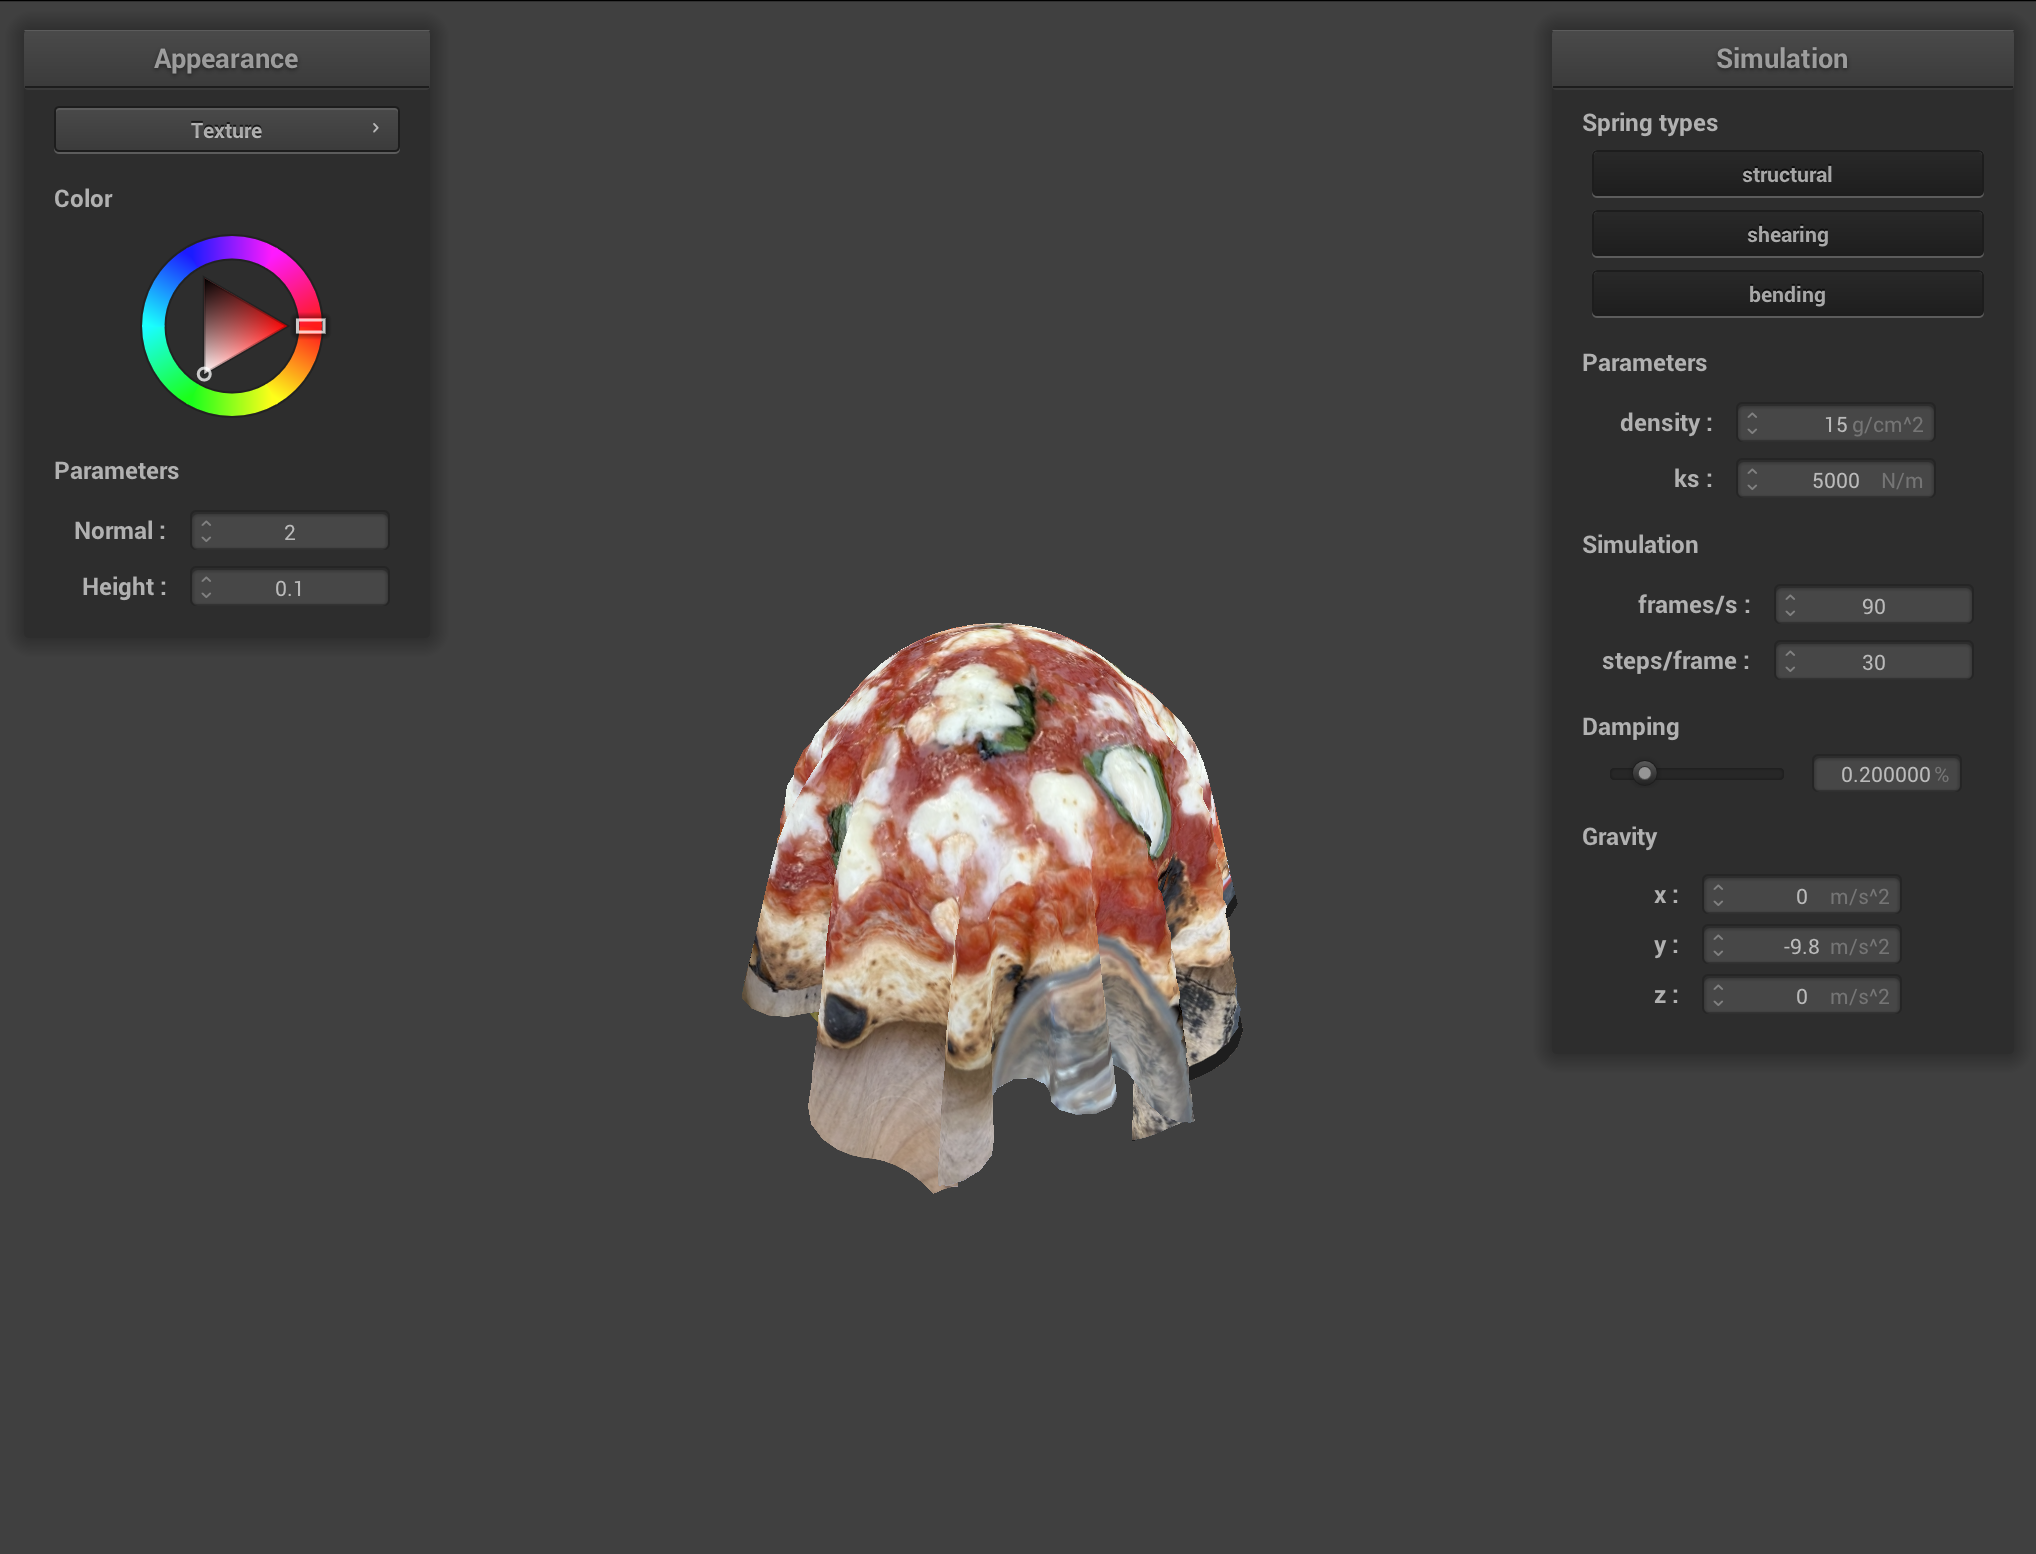 Appearance
Texture
Color
Parameters
Normal : 2
Height : 0.1
Simulation
Spring types
structural
shearing
bending
Parameters
density : 15 g/cm^2
ks : 5000 N/m
Simulation
frames/s : 90
steps/frame : 30
Damping
0.200000 %
Gravity
x : 0 m/s^2
y : -9.8 m/s^2
z : 0 m/s^2